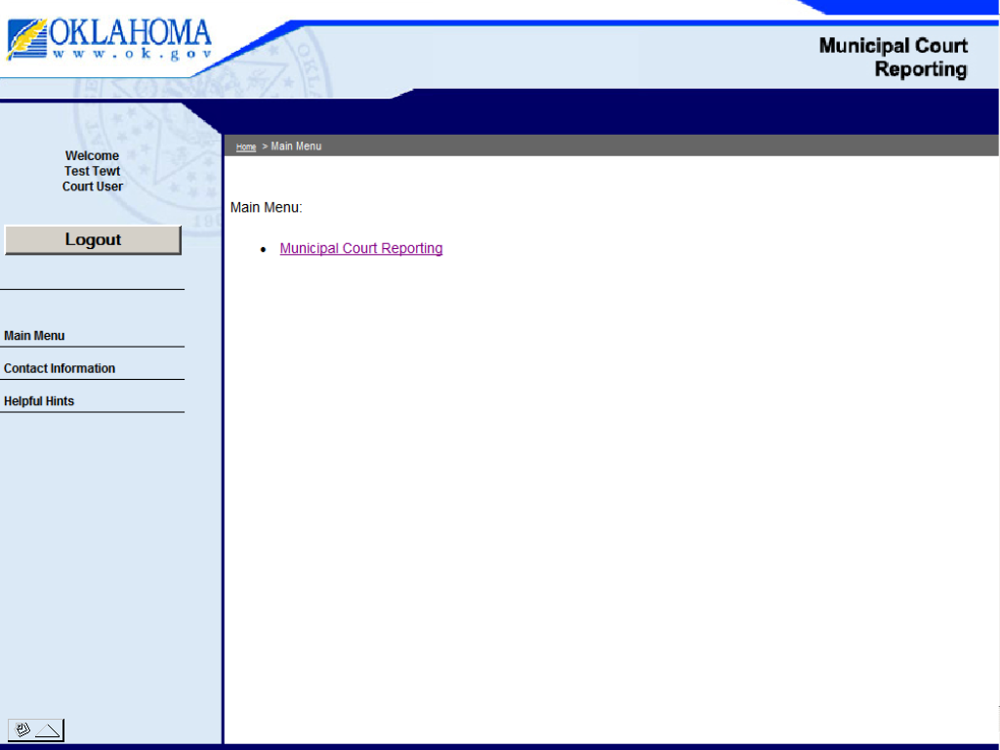 OKLAHOMA
www.ok.gov
Municipal Court
Reporting
Home > Main Menu
Welcome
Test Tewt
Court User
Logout
Main Menu:
• Municipal Court Reporting
Main Menu
Contact Information
Helpful Hints